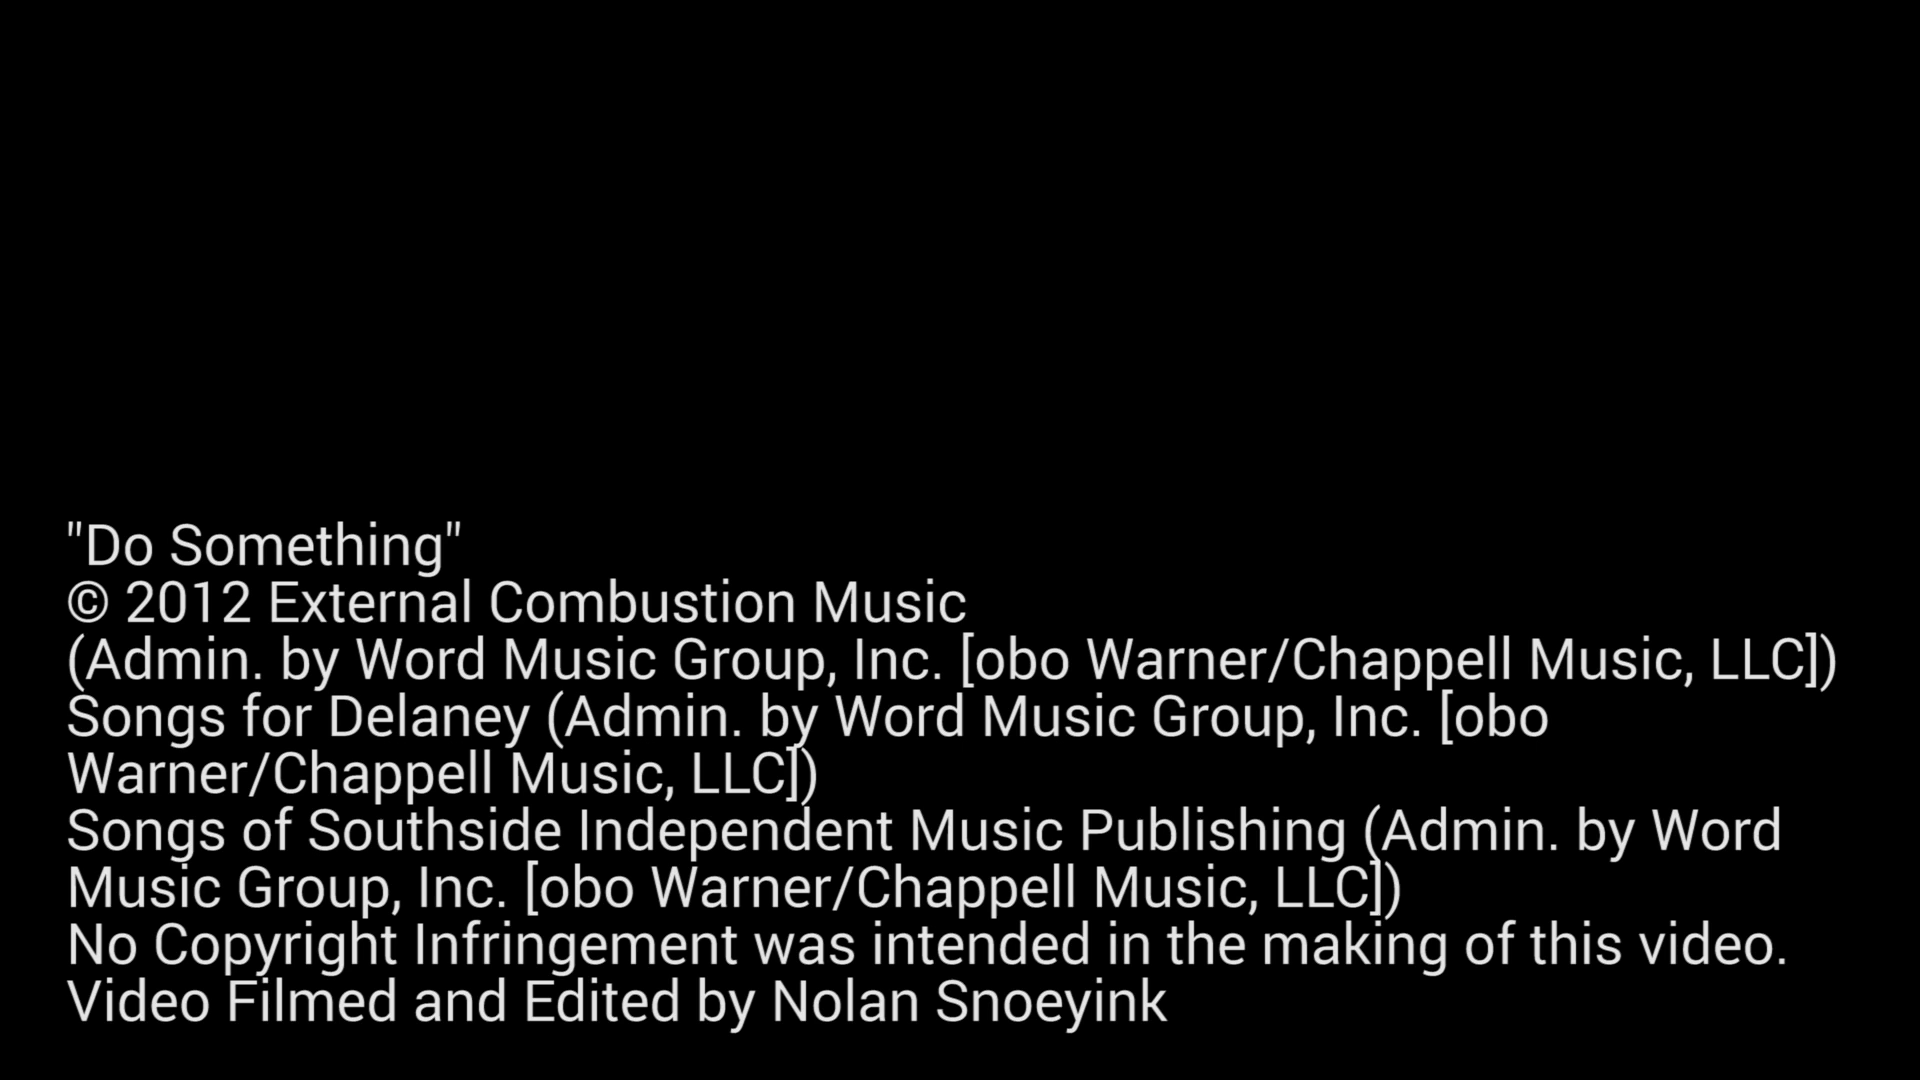 "Do Something"
© 2012 External Combustion Music
(Admin. by Word Music Group, Inc. [obo Warner/Chappell Music, LLC])
Songs for Delaney (Admin. by Word Music Group, Inc. [obo
Warner/Chappell Music, LLC])
Songs of Southside Independent Music Publishing (Admin. by Word
Music Group, Inc. [obo Warner/Chappell Music, LLC])
No Copyright Infringement was intended in the making of this video.
Video Filmed and Edited by Nolan Snoeyink